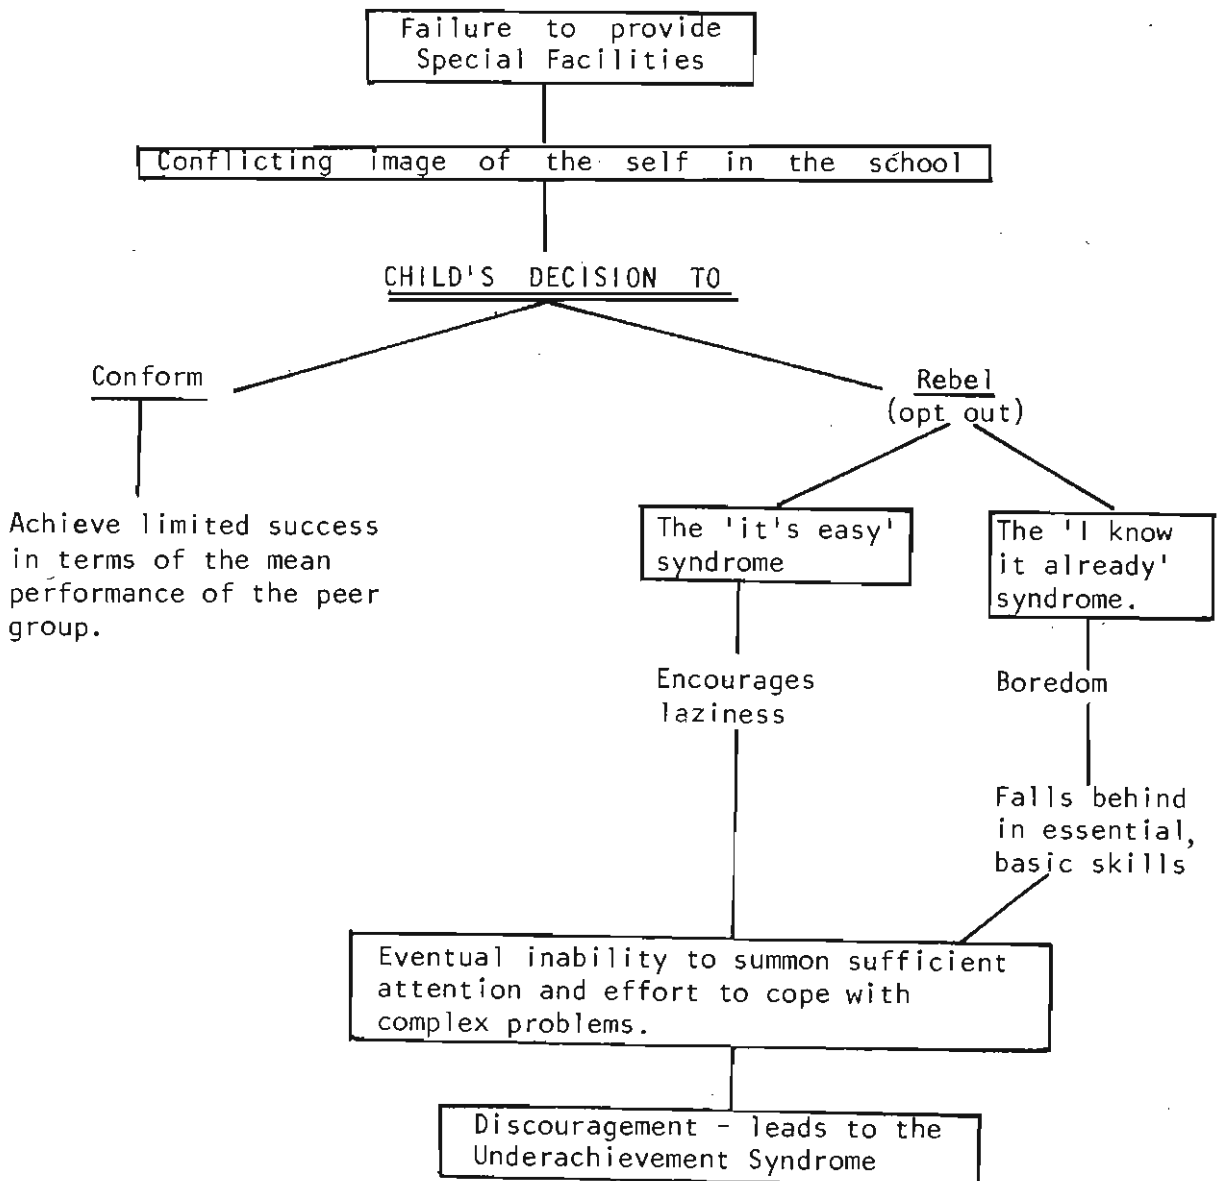 Failure to provide
Special Facilities
Conflicting image of the self in the school
CHILD'S DECISION TO
Conform
Rebel
(opt out)
Achieve limited success
in terms of the mean
performance of the peer
group.
The 'it's easy'
syndrome
The 'I know
it already'
syndrome.
Encourages
laziness
Boredom
Falls behind
in essential,
basic skills
Eventual inability to summon sufficient
attention and effort to cope with
complex problems.
Discouragement - leads to the
Underachievement Syndrome